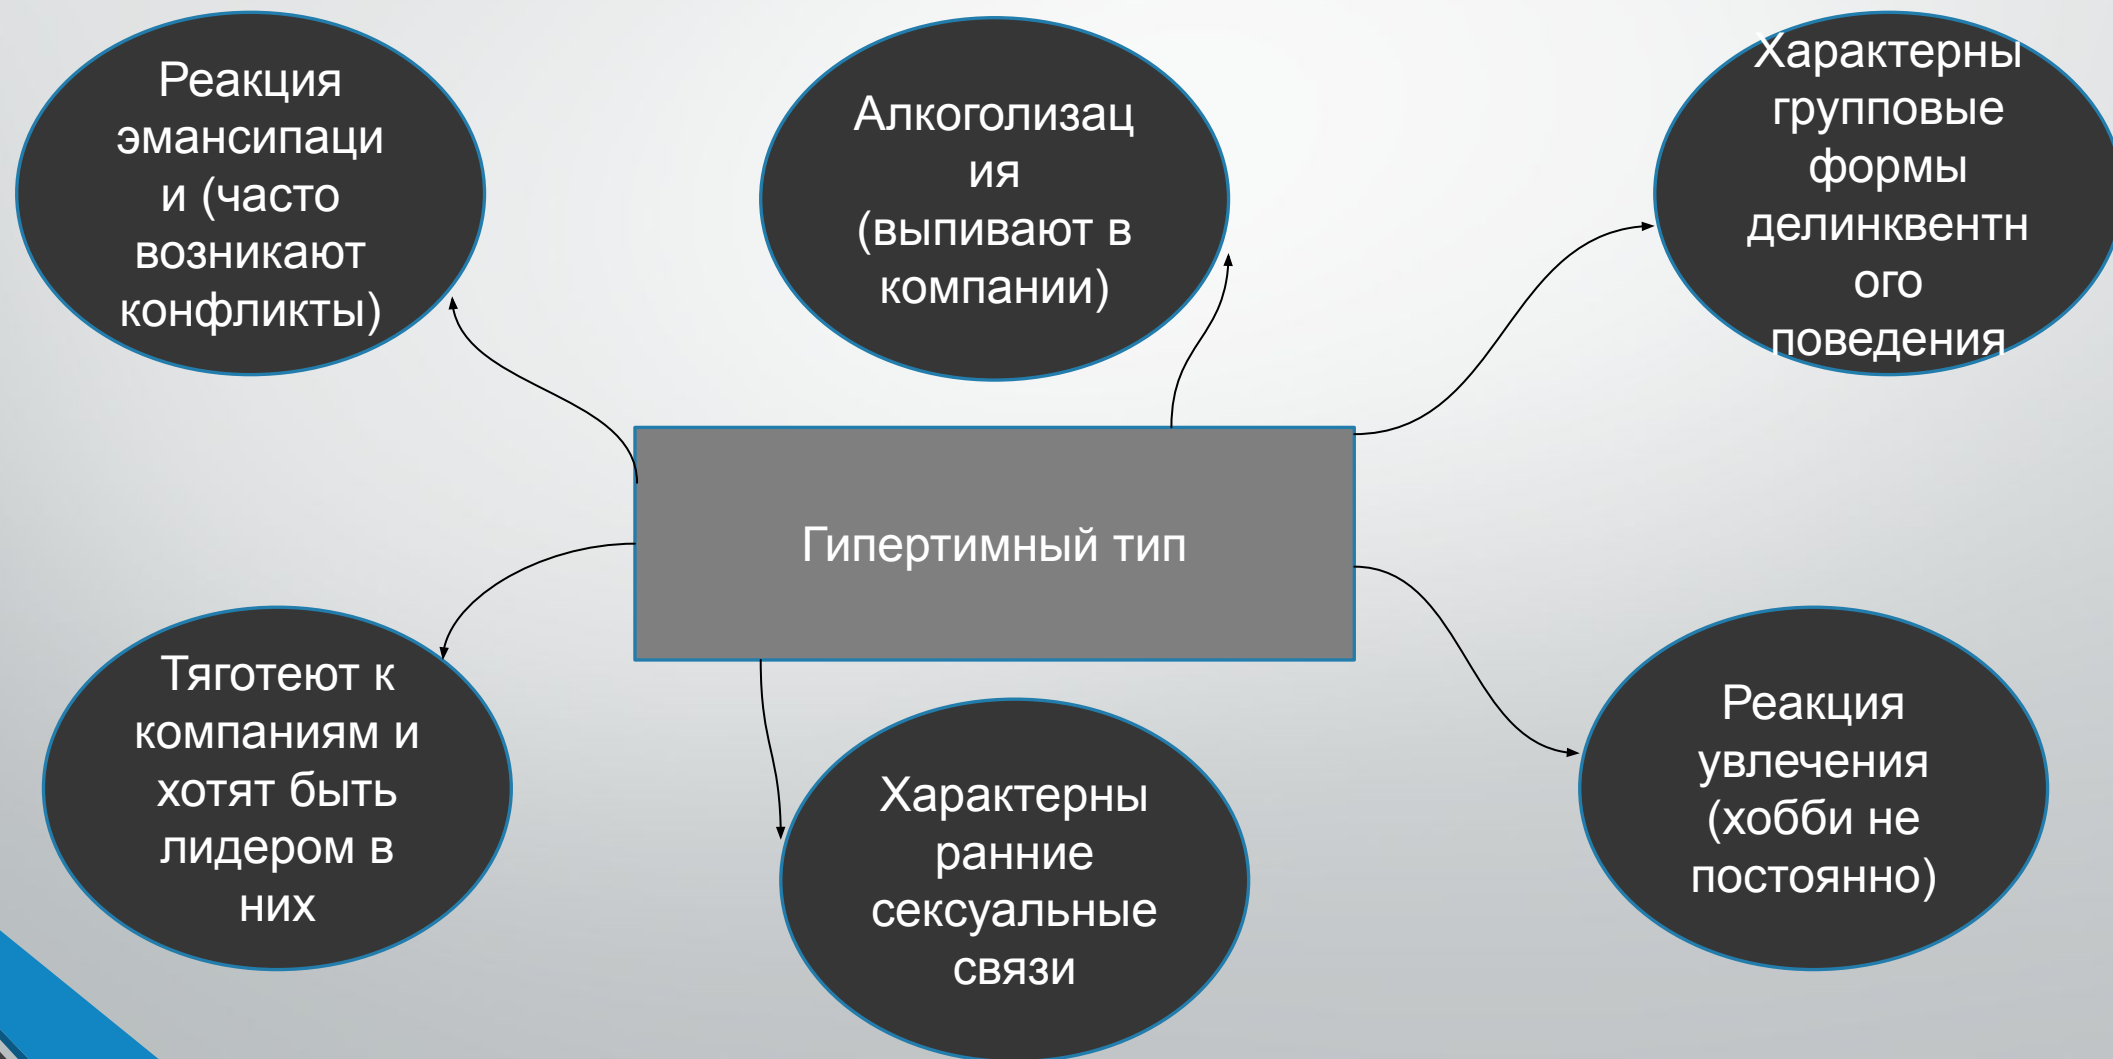 Реакция
эмансипаци
и (часто
возникают
конфликты)
Алкоголизац
ия
(выпивают в
компании)
Характерны
групповые
формы
делинквентн
ого
поведения
Гипертимный тип
Тяготеют к
компаниям и
хотят быть
лидером в
них
Характерны
ранние
сексуальные
связи
Реакция
увлечения
(хобби не
постоянно)